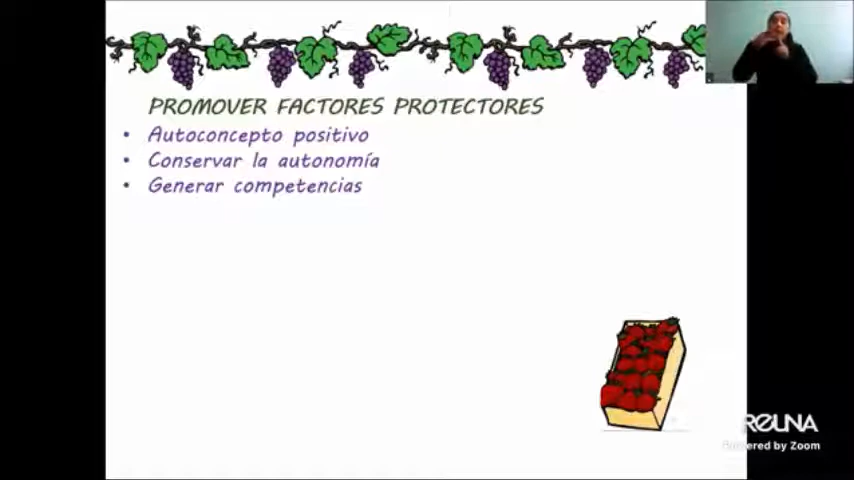 PROMOVER FACTORES PROTECTORES
• Autoconcepto positivo
• Conservar la autonomía
• Generar competencias
REUNA
Powered by Zoom